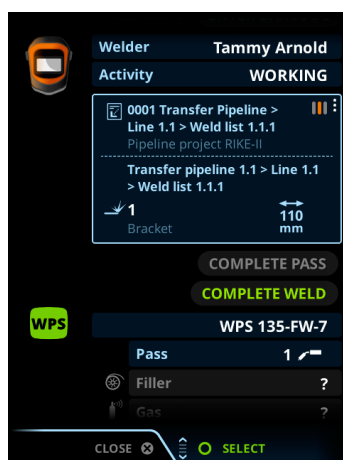 Welder Tammy Arnold
Activity WORKING
0001 Transfer Pipeline >
Line 1.1 > Weld list 1.1.1
Pipeline project RIKE-II
Transfer pipeline 1.1 > Line 1.1
> Weld list 1.1.1
1 110
Bracket mm
COMPLETE PASS
COMPLETE WELD
WPS WPS 135-FW-7
Pass 1
Filler ?
Gas ?
CLOSE SELECT